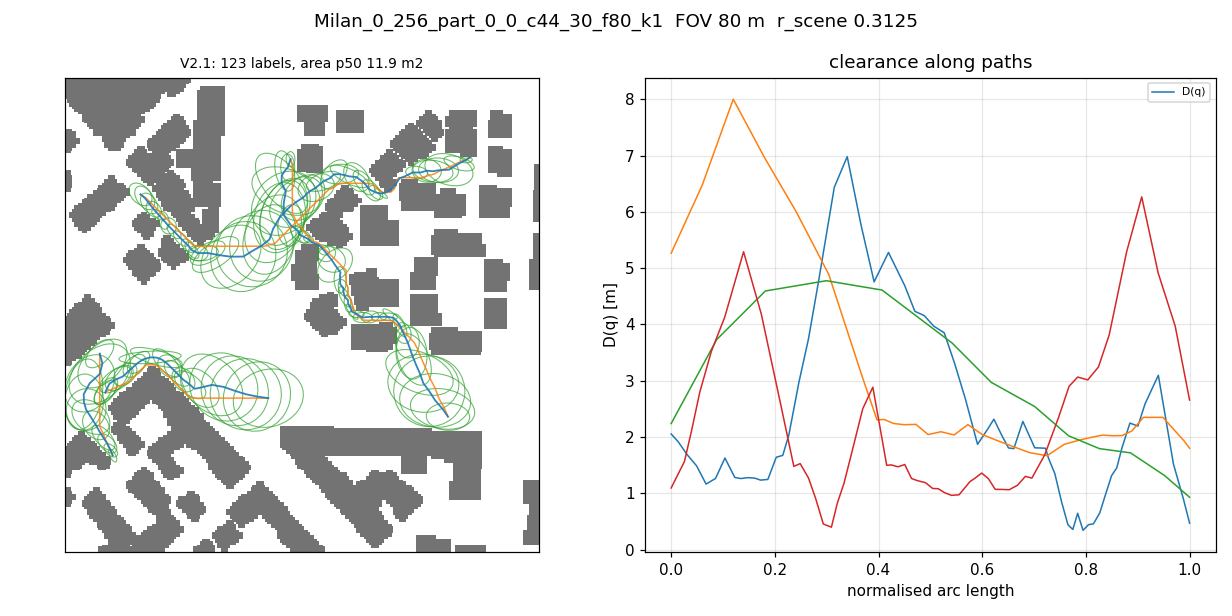 Milan_0_256_part_0_0_c44_30_f80_k1  FOV 80 m  r_scene 0.3125
V2.1: 123 labels, area p50 11.9 m2
clearance along paths
D(q)
D(q) [m]
8
7
6
5
4
3
2
1
0
0.0 0.2 0.4 0.6 0.8 1.0
normalised arc length